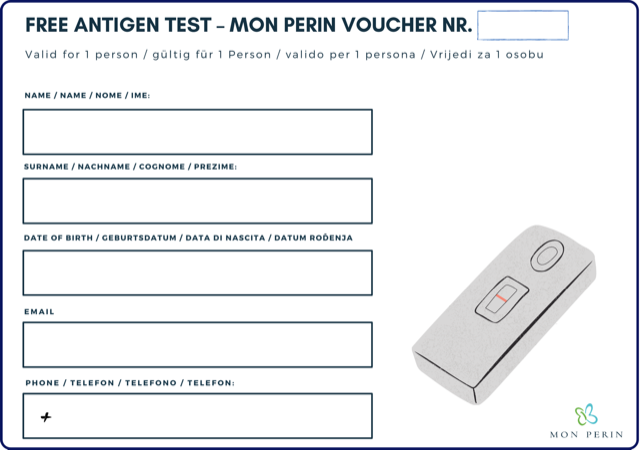 FREE ANTIGEN TEST – MON PERIN VOUCHER NR.
Valid for 1 person / gültig für 1 Person / valido per 1 persona / Vrijedi za 1 osobu
NAME / NAME / NOME / IME:
SURNAME / NACHNAME / COGNOME / PREZIME:
DATE OF BIRTH / GEBURTSDATUM / DATA DI NASCITA / DATUM ROĐENJA
EMAIL
PHONE / TELEFON / TELEFONO / TELEFON:
+
MON PERIN